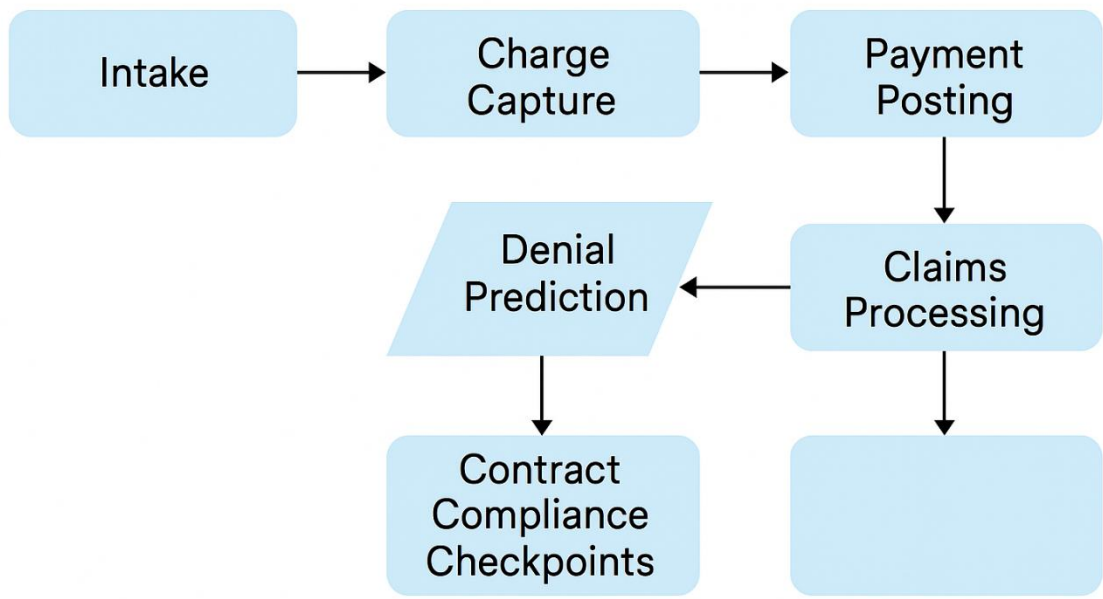 Intake
Charge
Capture
Payment
Posting
Denial
Prediction
Claims
Processing
Contract
Compliance
Checkpoints